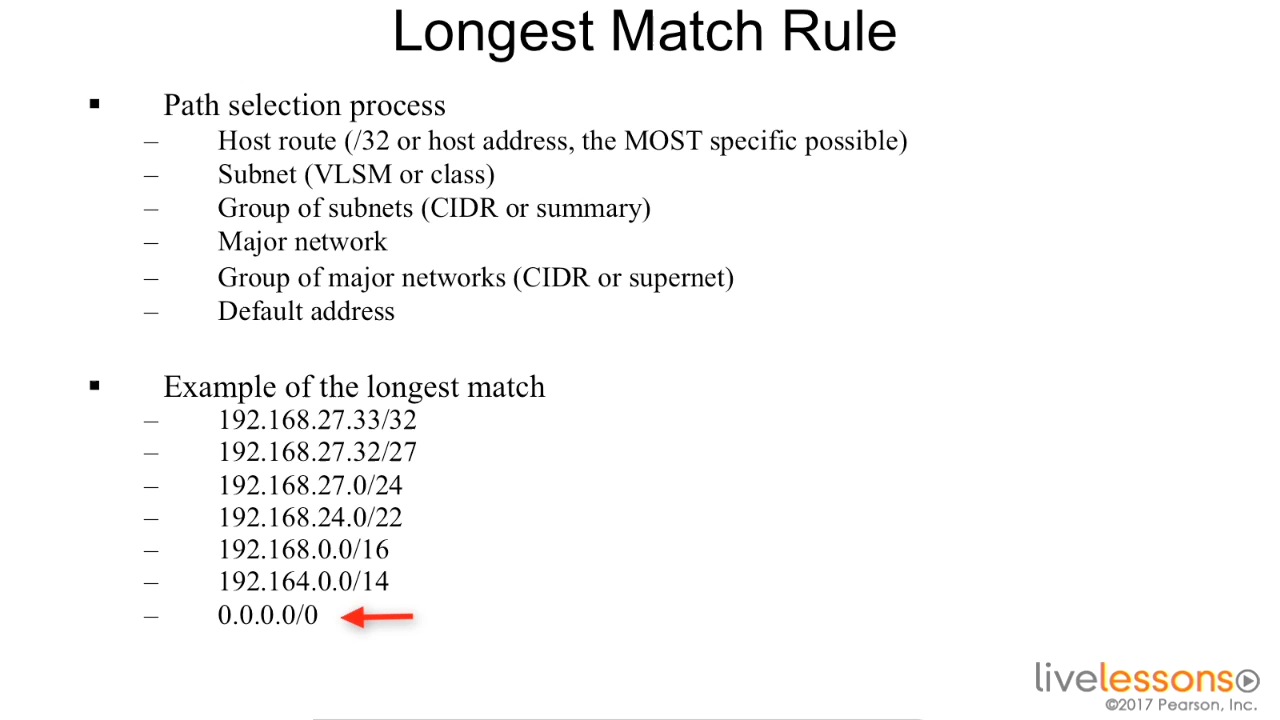 Longest Match Rule
▪ Path selection process
– Host route (/32 or host address, the MOST specific possible)
– Subnet (VLSM or class)
– Group of subnets (CIDR or summary)
– Major network
– Group of major networks (CIDR or supernet)
– Default address
▪ Example of the longest match
– 192.168.27.33/32
– 192.168.27.32/27
– 192.168.27.0/24
– 192.168.24.0/22
– 192.168.0.0/16
– 192.164.0.0/14
– 0.0.0.0/0
livelessons
©2017 Pearson, Inc.